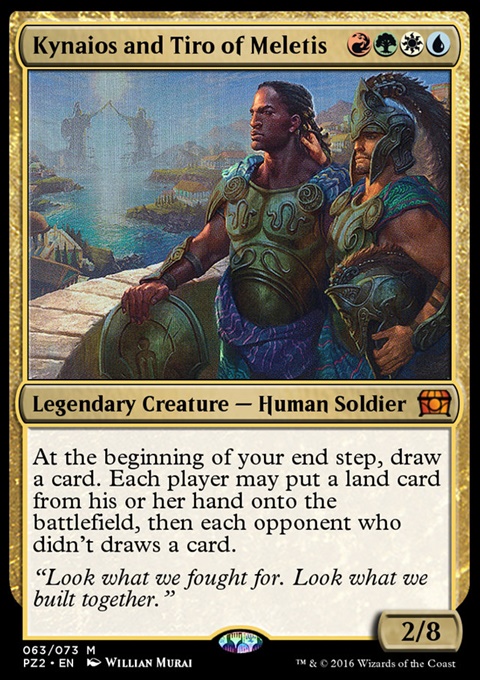 Kynaios and Tiro of Meletis
Legendary Creature — Human Soldier
At the beginning of your end step, draw
a card. Each player may put a land card
from his or her hand onto the
battlefield, then each opponent who
didn't draws a card.
“Look what we fought for. Look what we
built together.”
2/8
063/073 M
PZ2 • EN Willian Murai
™ & © 2016 Wizards of the Coast